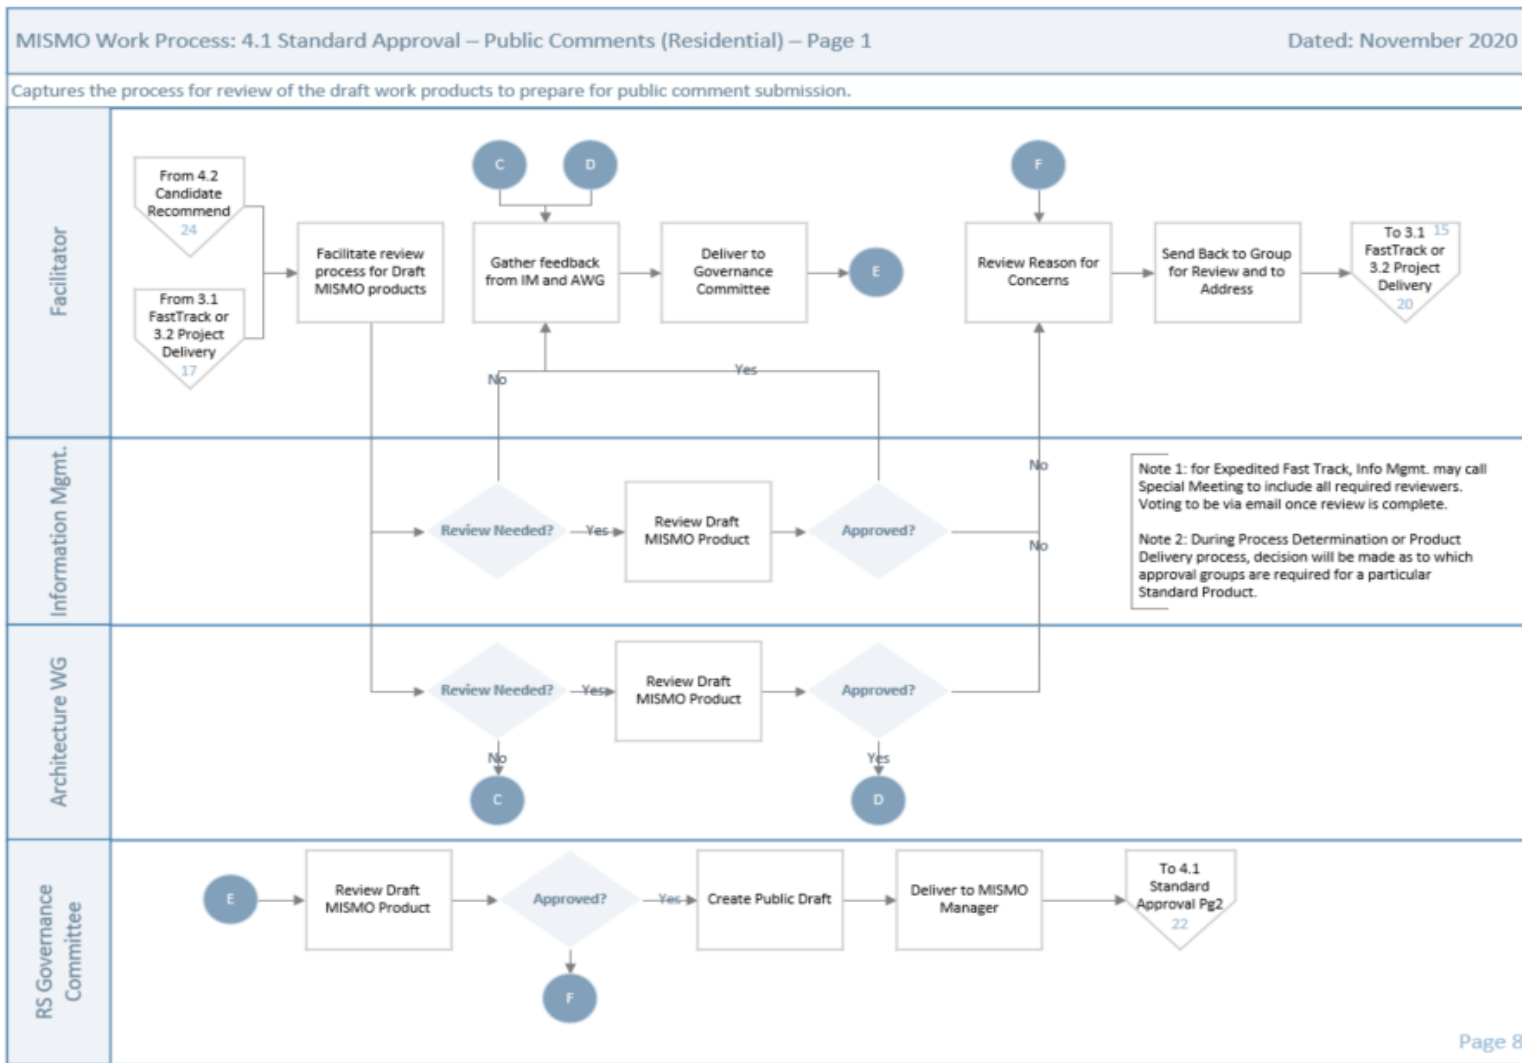 MISMO Work Process: 4.1 Standard Approval – Public Comments (Residential) – Page 1
Dated: November 2020
Captures the process for review of the draft work products to prepare for public comment submission.
Facilitator
From 4.2
Candidate
Recommend
24
From 3.1
FastTrack or
3.2 Project
Delivery
17
Facilitate review
process for Draft
MISMO products
C
D
Gather feedback
from IM and AWG
Deliver to
Governance
Committee
E
F
Review Reason for
Concerns
Send Back to Group
for Review and to
Address
To 3.1 15
FastTrack or
3.2 Project
Delivery
20
No
Yes
Information Mgmt.
Review Needed?
Yes
Review Draft
MISMO Product
Approved?
No
No
Note 1: for Expedited Fast Track, Info Mgmt. may call
Special Meeting to include all required reviewers.
Voting to be via email once review is complete.
Note 2: During Process Determination or Product
Delivery process, decision will be made as to which
approval groups are required for a particular
Standard Product.
Architecture WG
Review Needed?
Yes
Review Draft
MISMO Product
Approved?
No
Yes
C
D
RS Governance
Committee
E
Review Draft
MISMO Product
Approved?
Yes
Create Public Draft
Deliver to MISMO
Manager
To 4.1
Standard
Approval Pg2
22
F
Page 8